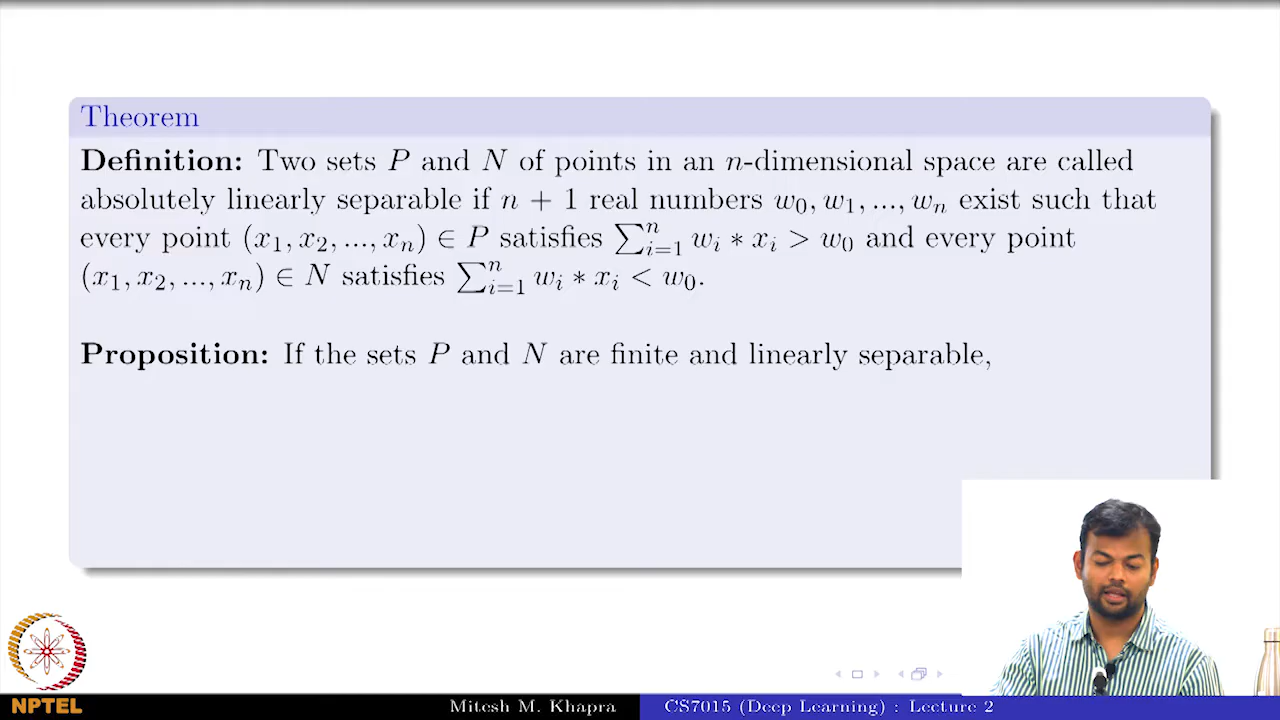 Theorem
Definition: Two sets P and N of points in an n-dimensional space are called
absolutely linearly separable if n + 1 real numbers w₀, w₁, ..., wₙ exist such that
every point (x₁, x₂, ..., xₙ) ∈ P satisfies ∑ⁿᵢ₌₁ wᵢ ∗ xᵢ > w₀ and every point
(x₁, x₂, ..., xₙ) ∈ N satisfies ∑ⁿᵢ₌₁ wᵢ ∗ xᵢ < w₀.
Proposition: If the sets P and N are finite and linearly separable,
NPTEL
Mitesh M. Khapra
CS7015 (Deep Learning) : Lecture 2